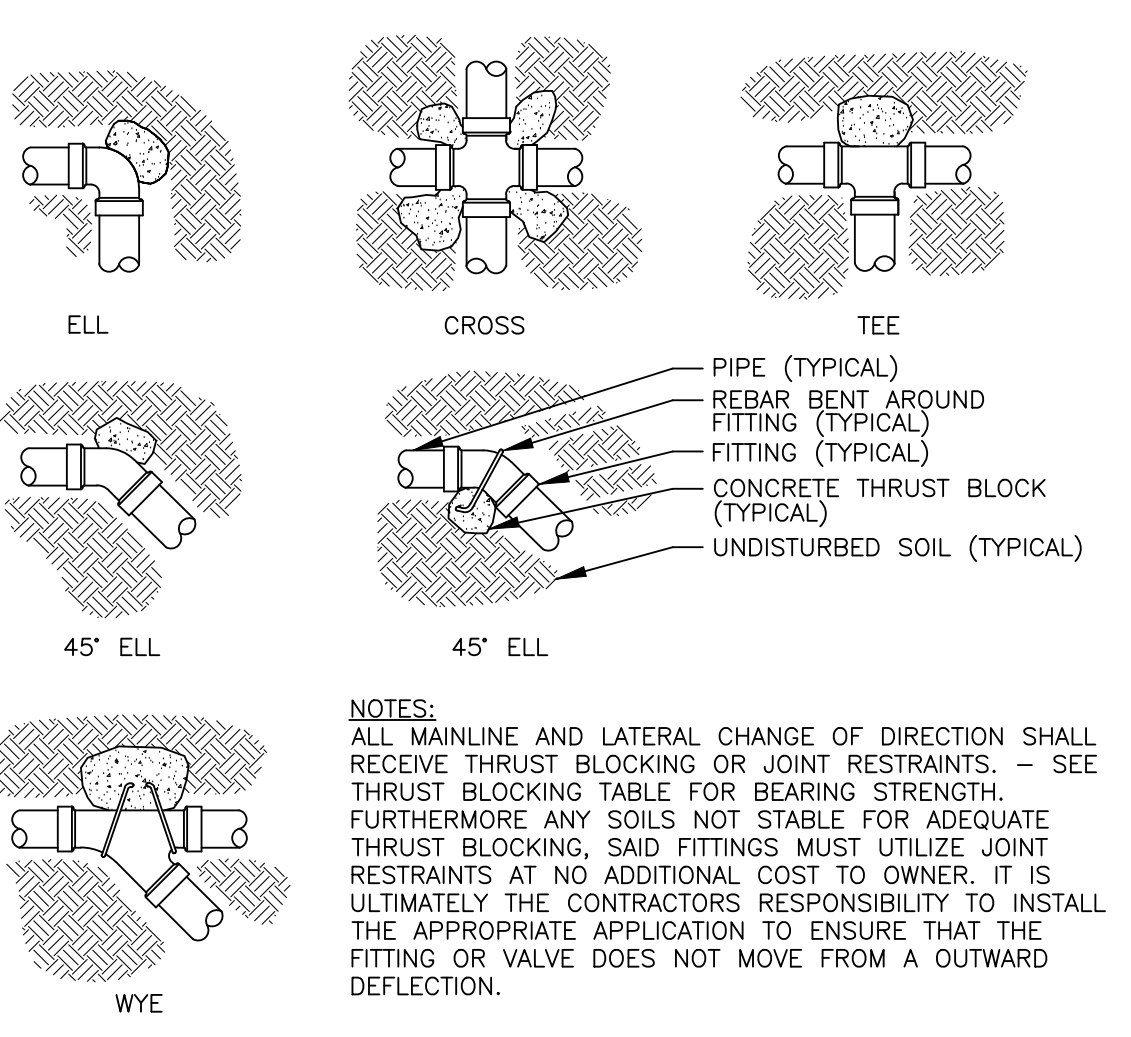 ELL
CROSS
TEE
PIPE (TYPICAL)
REBAR BENT AROUND
FITTING (TYPICAL)
FITTING (TYPICAL)
CONCRETE THRUST BLOCK
(TYPICAL)
UNDISTURBED SOIL (TYPICAL)
45° ELL
45° ELL
NOTES:
ALL MAINLINE AND LATERAL CHANGE OF DIRECTION SHALL
RECEIVE THRUST BLOCKING OR JOINT RESTRAINTS. – SEE
THRUST BLOCKING TABLE FOR BEARING STRENGTH.
FURTHERMORE ANY SOILS NOT STABLE FOR ADEQUATE
THRUST BLOCKING, SAID FITTINGS MUST UTILIZE JOINT
RESTRAINTS AT NO ADDITIONAL COST TO OWNER. IT IS
ULTIMATELY THE CONTRACTORS RESPONSIBILITY TO INSTALL
THE APPROPRIATE APPLICATION TO ENSURE THAT THE
FITTING OR VALVE DOES NOT MOVE FROM A OUTWARD
DEFLECTION.
WYE